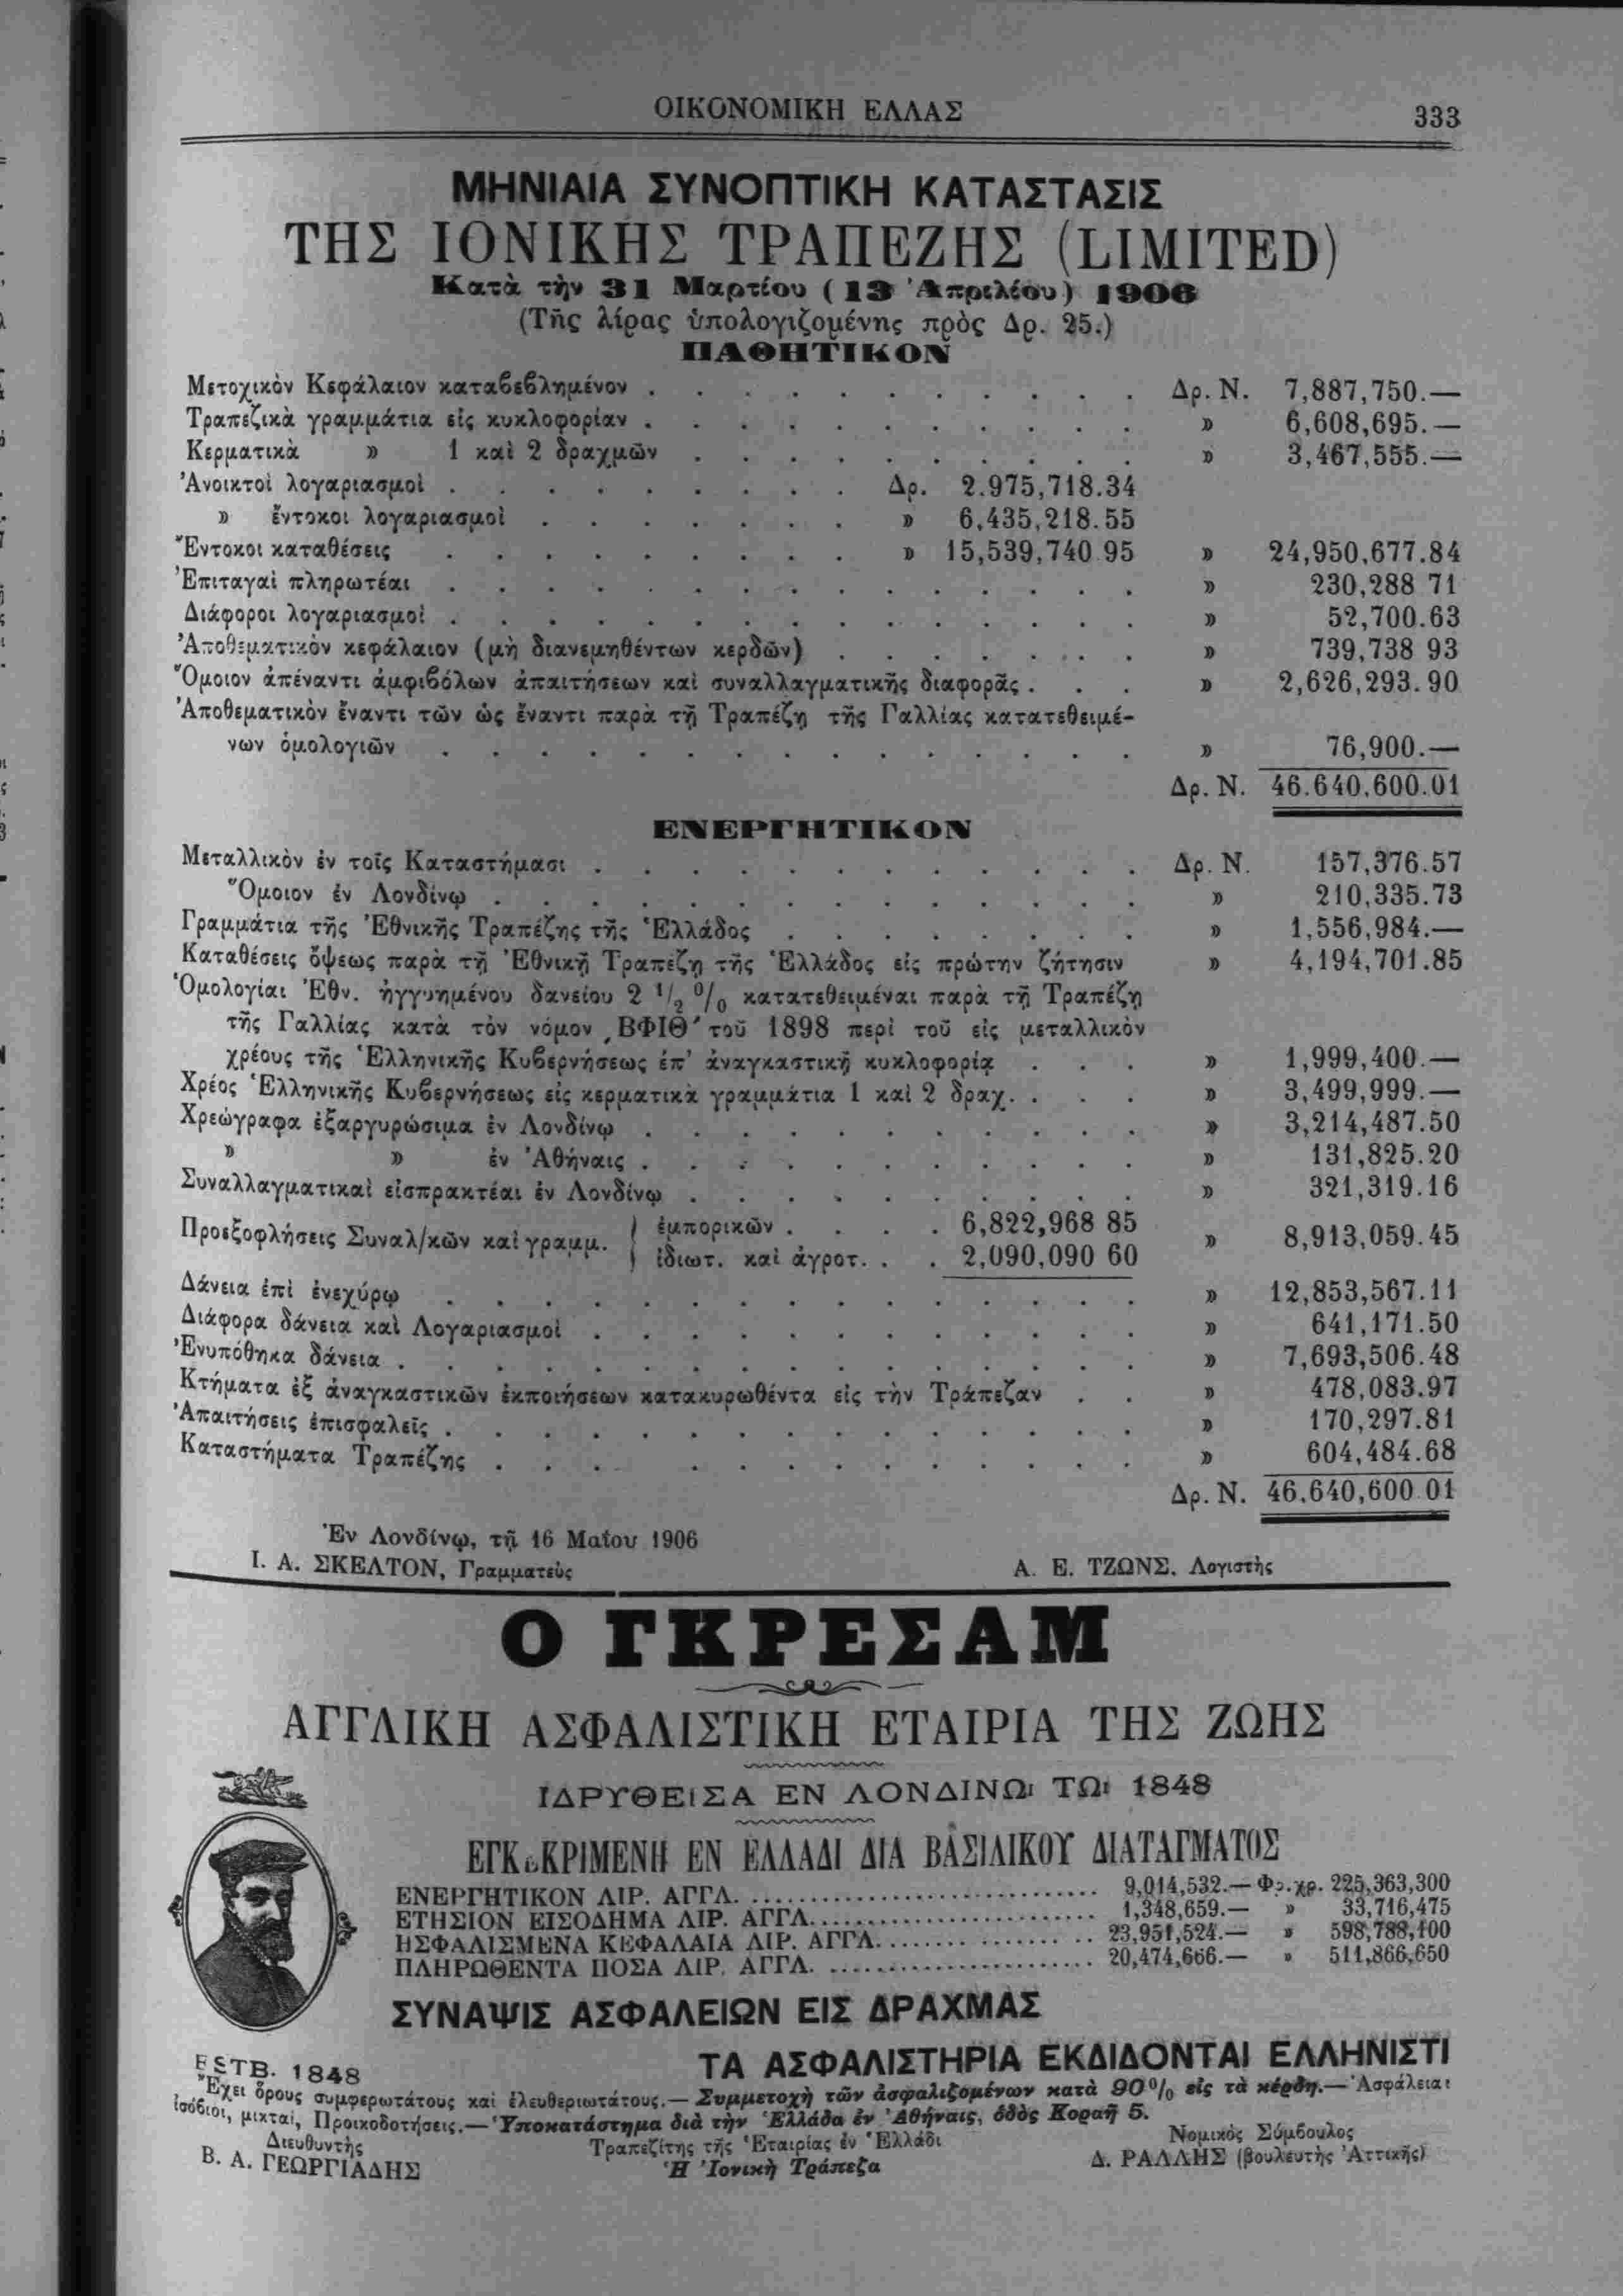 ΟΙΚΟΝΟΜΙΚΗ ΕΛΛΑΣ 333
ΜΗΝΙΑΙΑ ΣΥΝΟΠΤΙΚΗ ΚΑΤΑΣΤΑΣΙΣ
ΤΗΣ ΙΟΝΙΚΗΣ ΤΡΑΠΕΖΗΣ (LIMITED)
Κατὰ τὴν 31 Μαρτίου (13 Ἀπριλίου) 1906
(Τῆς λίρας ὑπολογιζομένης πρὸς Δρ. 25.)
ΠΑΘΗΤΙΚΟΝ
Μετοχικὸν Κεφάλαιον καταβεβλημένον . . . . . . . . . . . Δρ. Ν. 7,887,750.—
Τραπεζικὰ γραμμάτια εἰς κυκλοφορίαν . . . . . . . . . . . » 6,608,695.—
Κερματικὰ » 1 καὶ 2 δραχμῶν . . . . . . . . . . » 3,467,555.—
Ἀνοικτοὶ λογαριασμοὶ . . . . . . . . . Δρ. 2.975,718.34
» ἔντοκοι λογαριασμοὶ . . . . . . . » 6,435,218.55
Ἔντοκοι καταθέσεις . . . . . . . . . » 15,539,740 95 » 24,950,677.84
Ἐπιταγαὶ πληρωτέαι . . . . . . . . . . . . . . . » 230,288 71
Διάφοροι λογαριασμοί . . . . . . . . . . . . . . . » 52,700.63
Ἀποθεματικὸν κεφάλαιον (μὴ διανεμηθέντων κερδῶν) . . . . . . . » 739,738 93
Ὅμοιον ἀπέναντι ἀμφιβόλων ἀπαιτήσεων καὶ συναλλαγματικῆς διαφορᾶς . . . » 2,626,293.90
Ἀποθεματικὸν ἔναντι τῶν ὡς ἔναντι παρὰ τῇ Τραπέζῃ τῆς Γαλλίας κατατεθειμέ-
νων ὁμολογιῶν . . . . . . . . . . . . . . . » 76,900.—
Δρ. Ν. 46.640,600.01
ΕΝΕΡΓΗΤΙΚΟΝ
Μεταλλικὸν ἐν τοῖς Καταστήμασι . . . . . . . . . . . . Δρ. Ν. 157,376.57
Ὅμοιον ἐν Λονδίνῳ . . . . . . . . . . . . . . » 210,335.73
Γραμμάτια τῆς Ἐθνικῆς Τραπέζης τῆς Ἑλλάδος . . . . . . . . » 1,556,984.—
Καταθέσεις ὄψεως παρὰ τῇ Ἐθνικῇ Τραπέζῃ τῆς Ἑλλάδος εἰς πρώτην ζήτησιν » 4,194,701.85
Ὁμολογίαι Ἐθν. ἠγγυημένου δανείου 2 1/2 0/0 κατατεθειμέναι παρὰ τῇ Τραπέζῃ
τῆς Γαλλίας κατὰ τὸν νόμον ͵ΒΦΙΘ΄ τοῦ 1898 περὶ τοῦ εἰς μεταλλικὸν
χρέους τῆς Ἑλληνικῆς Κυβερνήσεως ἐπ' ἀναγκαστικῇ κυκλοφορίᾳ . . . » 1,999,400.—
Χρέος Ἑλληνικῆς Κυβερνήσεως εἰς κερματικὰ γραμμάτια 1 καὶ 2 δραχ. . . . » 3,499,999.—
Χρεώγραφα ἐξαργυρώσιμα ἐν Λονδίνῳ . . . . . . . . . . . » 3,214,487.50
» » ἐν Ἀθήναις . . . . . . . . . . . » 131,825.20
Συναλλαγματικαὶ εἰσπρακτέαι ἐν Λονδίνῳ . . . . . . . . . . » 321,319.16
Προεξοφλήσεις Συναλ/κῶν καὶ γραμμ. } ἐμπορικῶν . . . . 6,822,968 85
ἰδιωτ. καὶ ἀγροτ. . . 2,090,090 60 » 8,913,059.45
Δάνεια ἐπὶ ἐνεχύρῳ . . . . . . . . . . . . . . . » 12,853,567.11
Διάφορα δάνεια καὶ Λογαριασμοὶ . . . . . . . . . . . . » 641,171.50
Ἐνυπόθηκα δάνεια . . . . . . . . . . . . . . . . » 7,693,506.48
Κτήματα ἐξ ἀναγκαστικῶν ἐκποιήσεων κατακυρωθέντα εἰς τὴν Τράπεζαν . . » 478,083.97
Ἀπαιτήσεις ἐπισφαλεῖς . . . . . . . . . . . . . . . » 170,297.81
Καταστήματα Τραπέζης . . . . . . . . . . . . . » 604,484.68
Δρ. Ν. 46,640,600 01
Ἐν Λονδίνῳ, τῇ 16 Μαΐου 1906
Ι. Α. ΣΚΕΛΤΟΝ, Γραμματεὺς Α. Ε. ΤΖΩΝΣ, Λογιστὴς
Ο ΓΚΡΕΣΑΜ
ΑΓΓΛΙΚΗ ΑΣΦΑΛΙΣΤΙΚΗ ΕΤΑΙΡΙΑ ΤΗΣ ΖΩΗΣ
ΙΔΡΥΘΕΙΣΑ ΕΝ ΛΟΝΔΙΝΩι ΤΩι 1848
ΕΓΚεΚΡΙΜΕΝΗ ΕΝ ΕΛΛΑΔΙ ΔΙΑ ΒΑΣΙΛΙΚΟΥ ΔΙΑΤΑΓΜΑΤΟΣ
ΕΝΕΡΓΗΤΙΚΟΝ ΛΙΡ. ΑΓΓΛ. ........ 9,014,532.— Φρ.χρ. 225,363,300
ΕΤΗΣΙΟΝ ΕΙΣΟΔΗΜΑ ΛΙΡ. ΑΓΓΛ. ........ 1,348,659.— » 33,716,475
ΗΣΦΑΛΙΣΜΕΝΑ ΚΕΦΑΛΑΙΑ ΛΙΡ. ΑΓΓΛ. ........ 23,951,524.— » 598,788,100
ΠΛΗΡΩΘΕΝΤΑ ΠΟΣΑ ΛΙΡ. ΑΓΓΛ. ........ 20,474,666.— » 511,866,650
ΣΥΝΑΨΙΣ ΑΣΦΑΛΕΙΩΝ ΕΙΣ ΔΡΑΧΜΑΣ
ESTB. 1848 ΤΑ ΑΣΦΑΛΙΣΤΗΡΙΑ ΕΚΔΙΔΟΝΤΑΙ ΕΛΛΗΝΙΣΤΙ
Ἔχει ὅρους συμφερωτάτους καὶ ἐλευθεριωτάτους.— Συμμετοχὴ τῶν ἀσφαλιζομένων κατὰ 90 0/0 εἰς τὰ κέρδη.— Ἀσφάλειαι
ἰσόβιοι, μικταί, Προικοδοτήσεις.— Ὑποκατάστημα διὰ τὴν Ἑλλάδα ἐν Ἀθήναις, ὁδὸς Κοραῆ 5.
Διευθυντὴς Τραπεζίτης τῆς Ἑταιρίας ἐν Ἑλλάδι Νομικὸς Σύμβουλος
Β. Α. ΓΕΩΡΓΙΑΔΗΣ Ἡ Ἰονικὴ Τράπεζα Δ. ΡΑΛΛΗΣ (βουλευτὴς Ἀττικῆς)